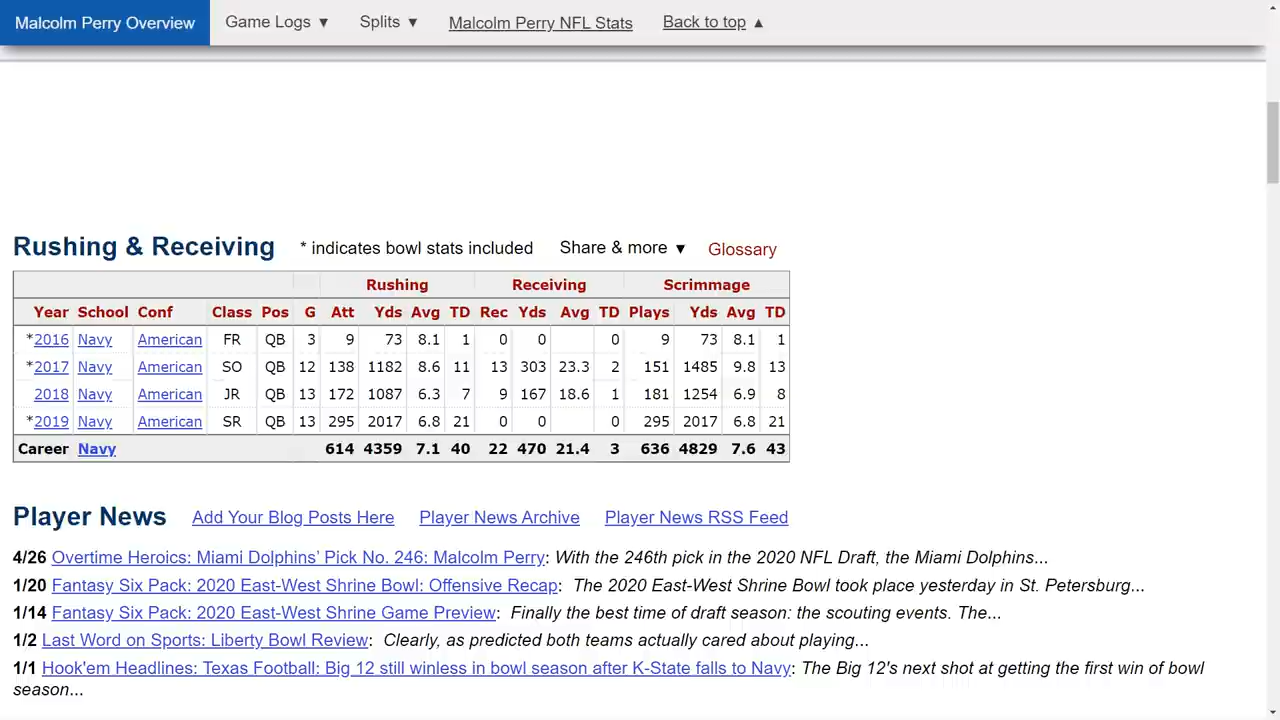 Malcolm Perry Overview Game Logs ▼ Splits ▼ Malcolm Perry NFL Stats Back to top ▲
Rushing & Receiving * indicates bowl stats included Share & more ▼ Glossary
Rushing Receiving Scrimmage
Year School Conf Class Pos G Att Yds Avg TD Rec Yds Avg TD Plays Yds Avg TD
*2016 Navy American FR QB 3 9 73 8.1 1 0 0 0 9 73 8.1 1
*2017 Navy American SO QB 12 138 1182 8.6 11 13 303 23.3 2 151 1485 9.8 13
2018 Navy American JR QB 13 172 1087 6.3 7 9 167 18.6 1 181 1254 6.9 8
*2019 Navy American SR QB 13 295 2017 6.8 21 0 0 0 295 2017 6.8 21
Career Navy 614 4359 7.1 40 22 470 21.4 3 636 4829 7.6 43
Player News Add Your Blog Posts Here Player News Archive Player News RSS Feed
4/26 Overtime Heroics: Miami Dolphins' Pick No. 246: Malcolm Perry: With the 246th pick in the 2020 NFL Draft, the Miami Dolphins...
1/20 Fantasy Six Pack: 2020 East-West Shrine Bowl: Offensive Recap: The 2020 East-West Shrine Bowl took place yesterday in St. Petersburg...
1/14 Fantasy Six Pack: 2020 East-West Shrine Game Preview: Finally the best time of draft season: the scouting events. The...
1/2 Last Word on Sports: Liberty Bowl Review: Clearly, as predicted both teams actually cared about playing...
1/1 Hook'em Headlines: Texas Football: Big 12 still winless in bowl season after K-State falls to Navy: The Big 12's next shot at getting the first win of bowl
season...